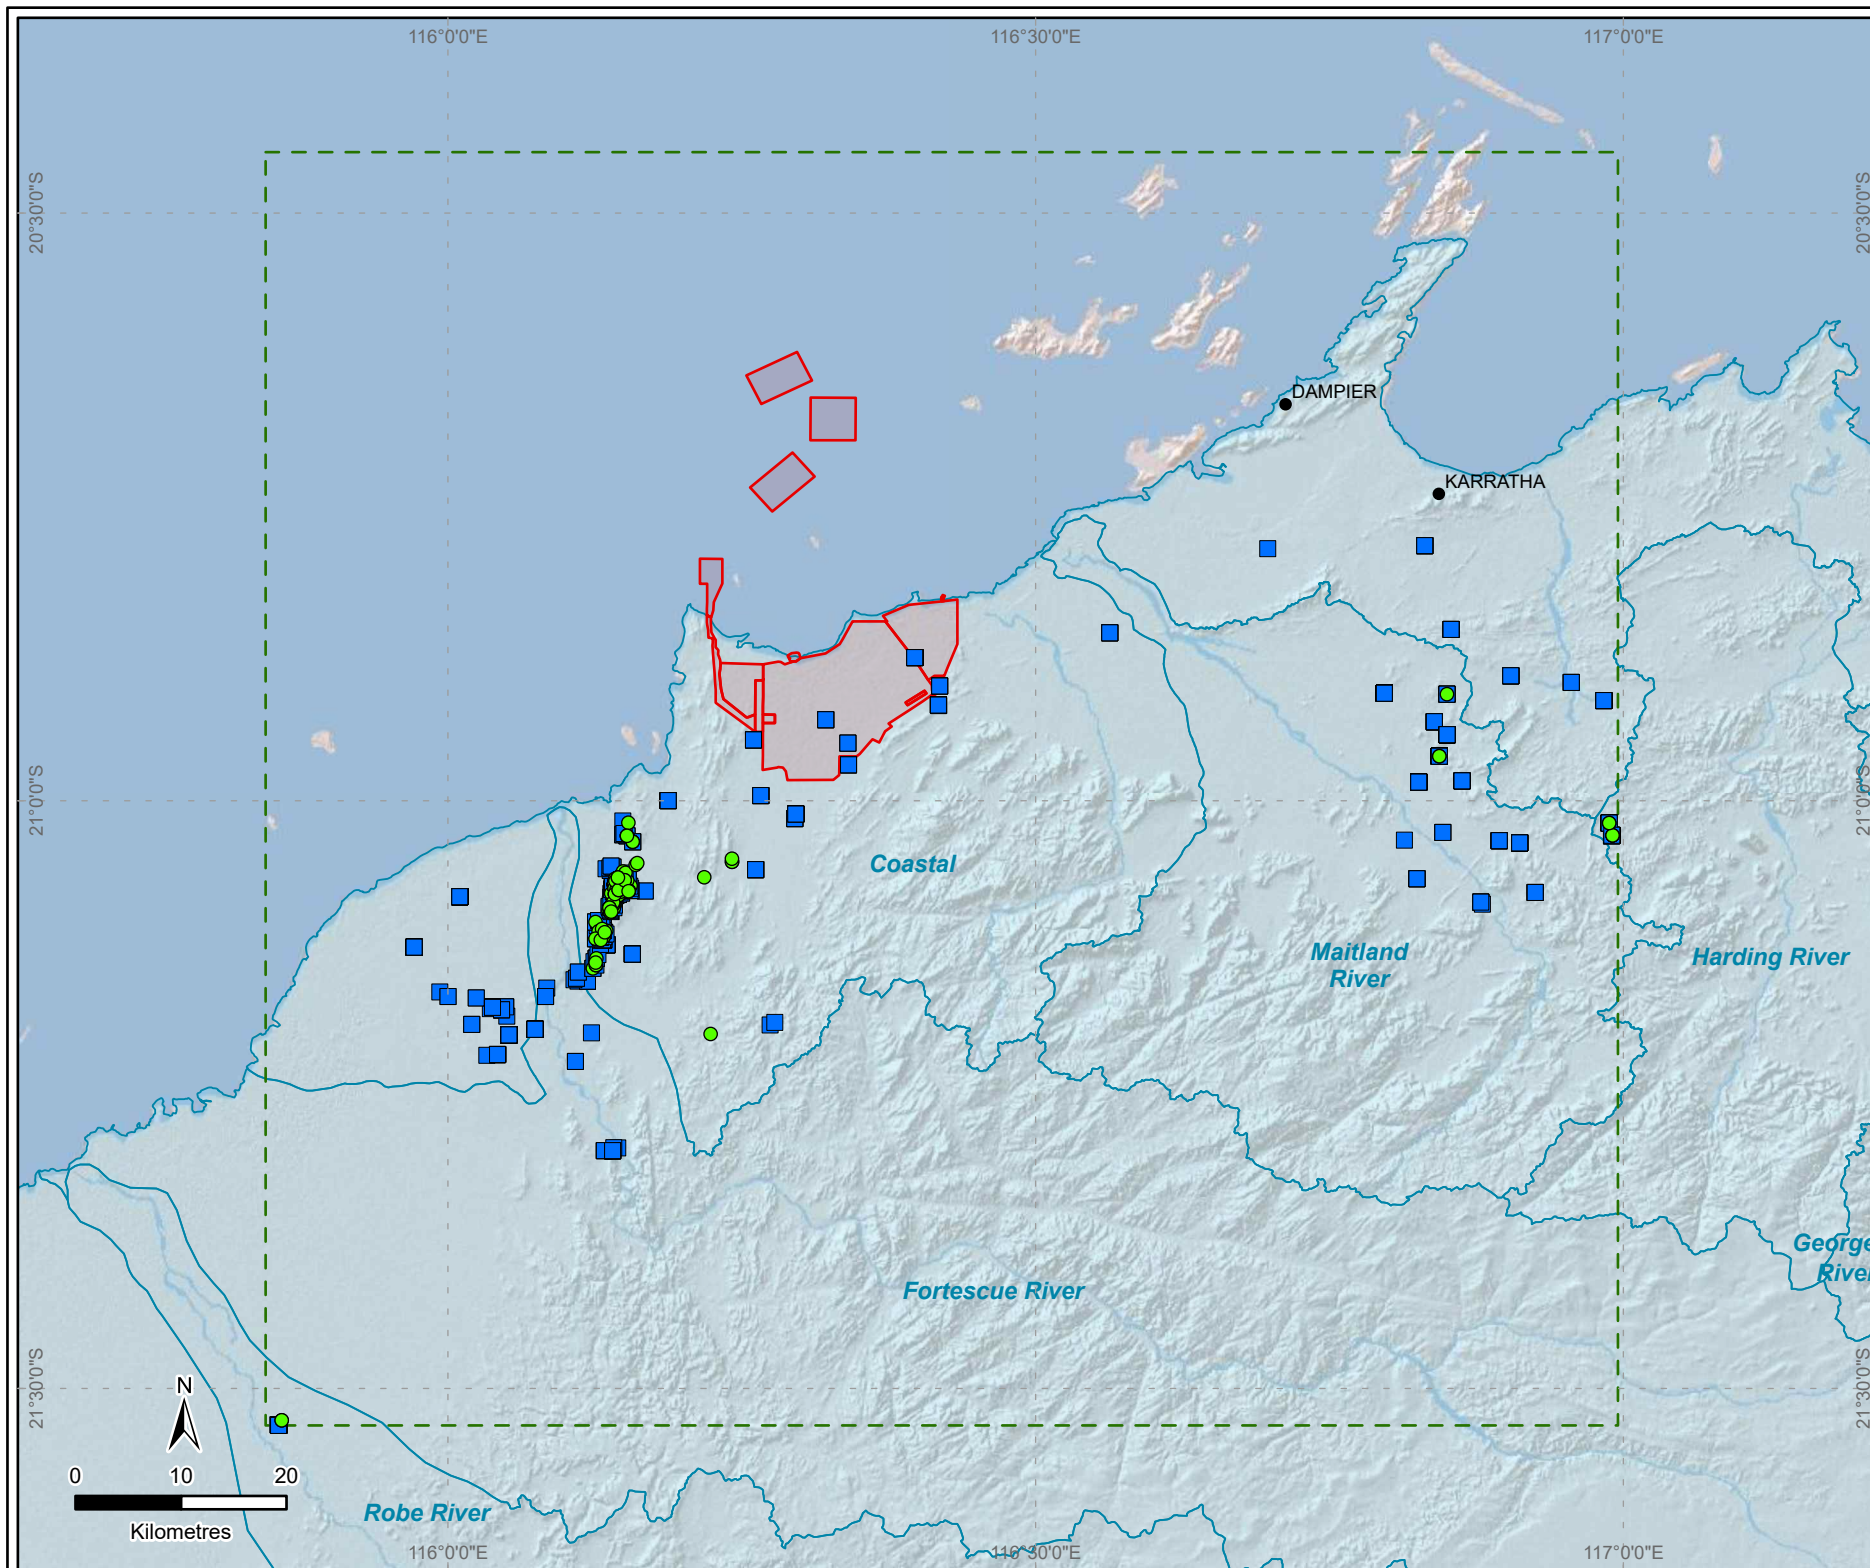 116°0'0"E
116°30'0"E
117°0'0"E
20°30'0"S
20°30'0"S
DAMPIER
KARRATHA
21°0'0"S
21°0'0"S
Coastal
Maitland
River
Harding River
George
River
Fortescue River
21°30'0"S
21°30'0"S
N
0 10 20
Kilometres
Robe River
116°0'0"E
116°30'0"E
117°0'0"E